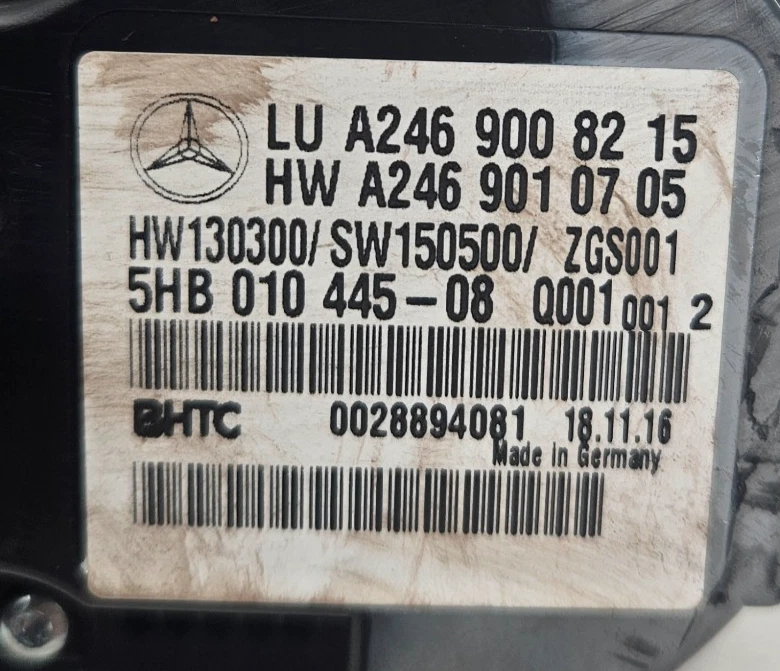 LU A246 900 82 15
HW A246 901 07 05
HW130300/ SW150500/ ZGS001
5HB 010 445-08 Q001 001 2
BHTC 0028894081 18.11.16
Made in Germany